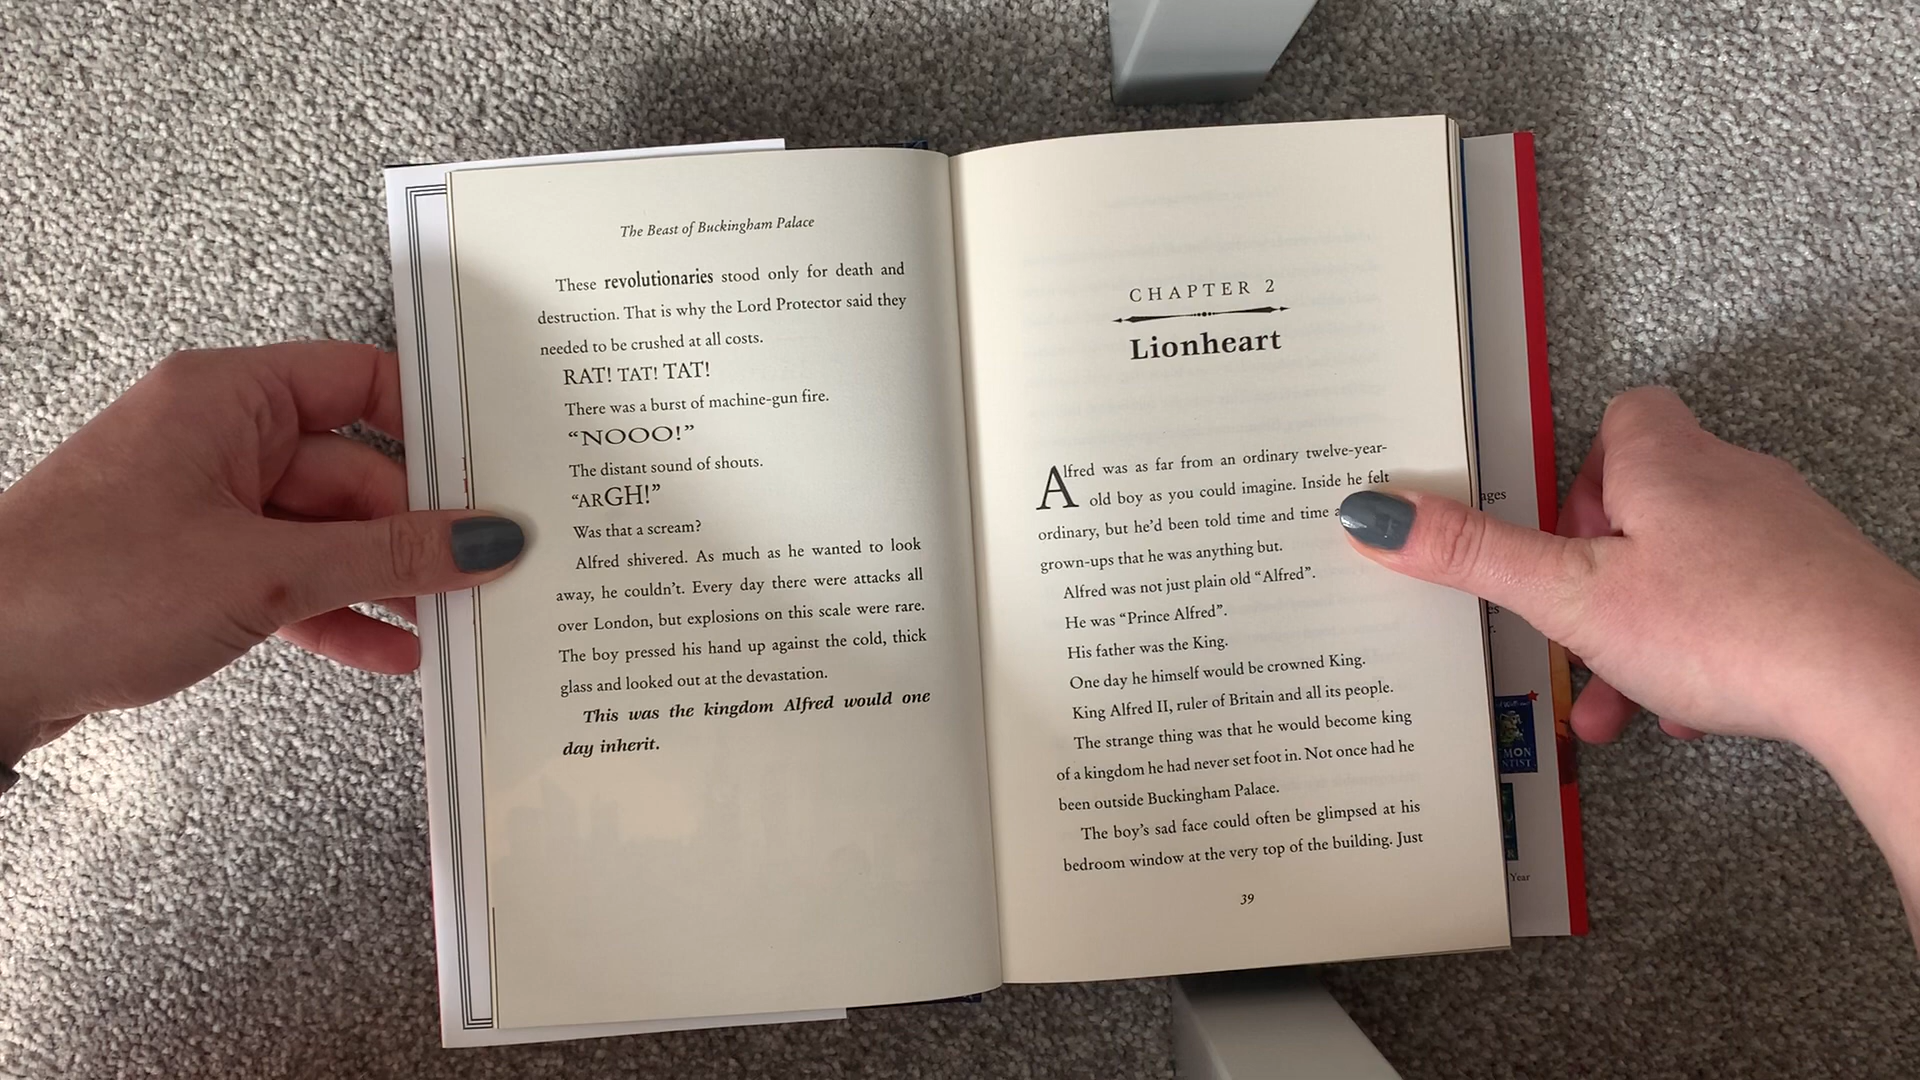 The Beast of Buckingham Palace
These revolutionaries stood only for death and
destruction. That is why the Lord Protector said they
needed to be crushed at all costs.
RAT! TAT! TAT!
There was a burst of machine-gun fire.
“NOOO!”
The distant sound of shouts.
“ARGH!”
Was that a scream?
Alfred shivered. As much as he wanted to look
away, he couldn’t. Every day there were attacks all
over London, but explosions on this scale were rare.
The boy pressed his hand up against the cold, thick
glass and looked out at the devastation.
This was the kingdom Alfred would one
day inherit.
CHAPTER 2
Lionheart
Alfred was as far from an ordinary twelve-year-
old boy as you could imagine. Inside he felt
ordinary, but he’d been told time and time
grown-ups that he was anything but.
Alfred was not just plain old “Alfred”.
He was “Prince Alfred”.
His father was the King.
One day he himself would be crowned King.
King Alfred II, ruler of Britain and all its people.
The strange thing was that he would become king
of a kingdom he had never set foot in. Not once had he
been outside Buckingham Palace.
The boy’s sad face could often be glimpsed at his
bedroom window at the very top of the building. Just
39
Year